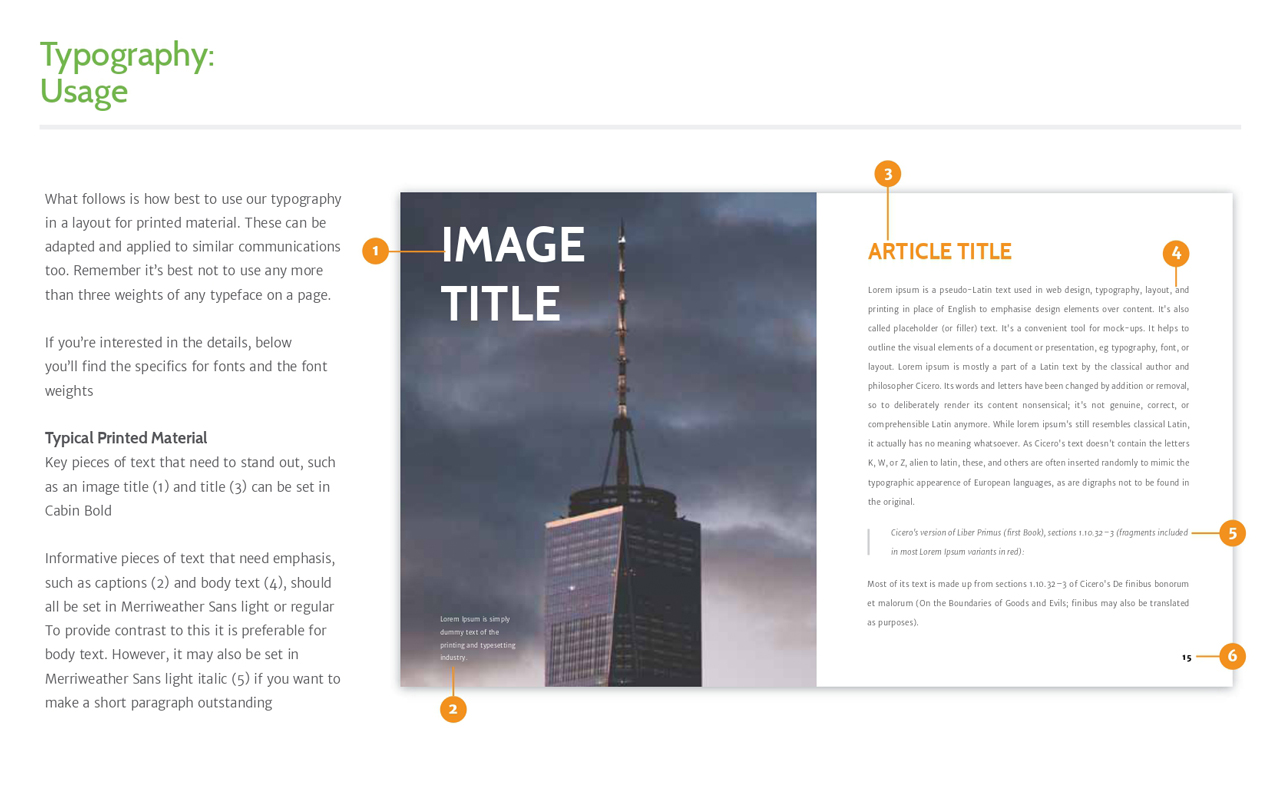 Typography:
Usage
What follows is how best to use our typography
in a layout for printed material. These can be
adapted and applied to similar communications
too. Remember it's best not to use any more
than three weights of any typeface on a page.
If you're interested in the details, below
you'll find the specifics for fonts and the font
weights
Typical Printed Material
Key pieces of text that need to stand out, such
as an image title (1) and title (3) can be set in
Cabin Bold
Informative pieces of text that need emphasis,
such as captions (2) and body text (4), should
all be set in Merriweather Sans light or regular
To provide contrast to this it is preferable for
body text. However, it may also be set in
Merriweather Sans light italic (5) if you want to
make a short paragraph outstanding
1
IMAGE
TITLE
Lorem Ipsum is simply
dummy text of the
printing and typesetting
industry.
2
3
ARTICLE TITLE
4
Lorem ipsum is a pseudo-Latin text used in web design, typography, layout, and
printing in place of English to emphasise design elements over content. It's also
called placeholder (or filler) text. It's a convenient tool for mock-ups. It helps to
outline the visual elements of a document or presentation, eg typography, font, or
layout. Lorem ipsum is mostly a part of a Latin text by the classical author and
philosopher Cicero. Its words and letters have been changed by addition or removal,
so to deliberately render its content nonsensical; it's not genuine, correct, or
comprehensible Latin anymore. While lorem ipsum's still resembles classical Latin,
it actually has no meaning whatsoever. As Cicero's text doesn't contain the letters
K, W, or Z, alien to latin, these, and others are often inserted randomly to mimic the
typographic appearence of European languages, as are digraphs not to be found in
the original.
Cicero's version of Liber Primus (first Book), sections 1.10.32–3 (fragments included
in most Lorem Ipsum variants in red):
5
Most of its text is made up from sections 1.10.32–3 of Cicero's De finibus bonorum
et malorum (On the Boundaries of Goods and Evils; finibus may also be translated
as purposes).
15
6